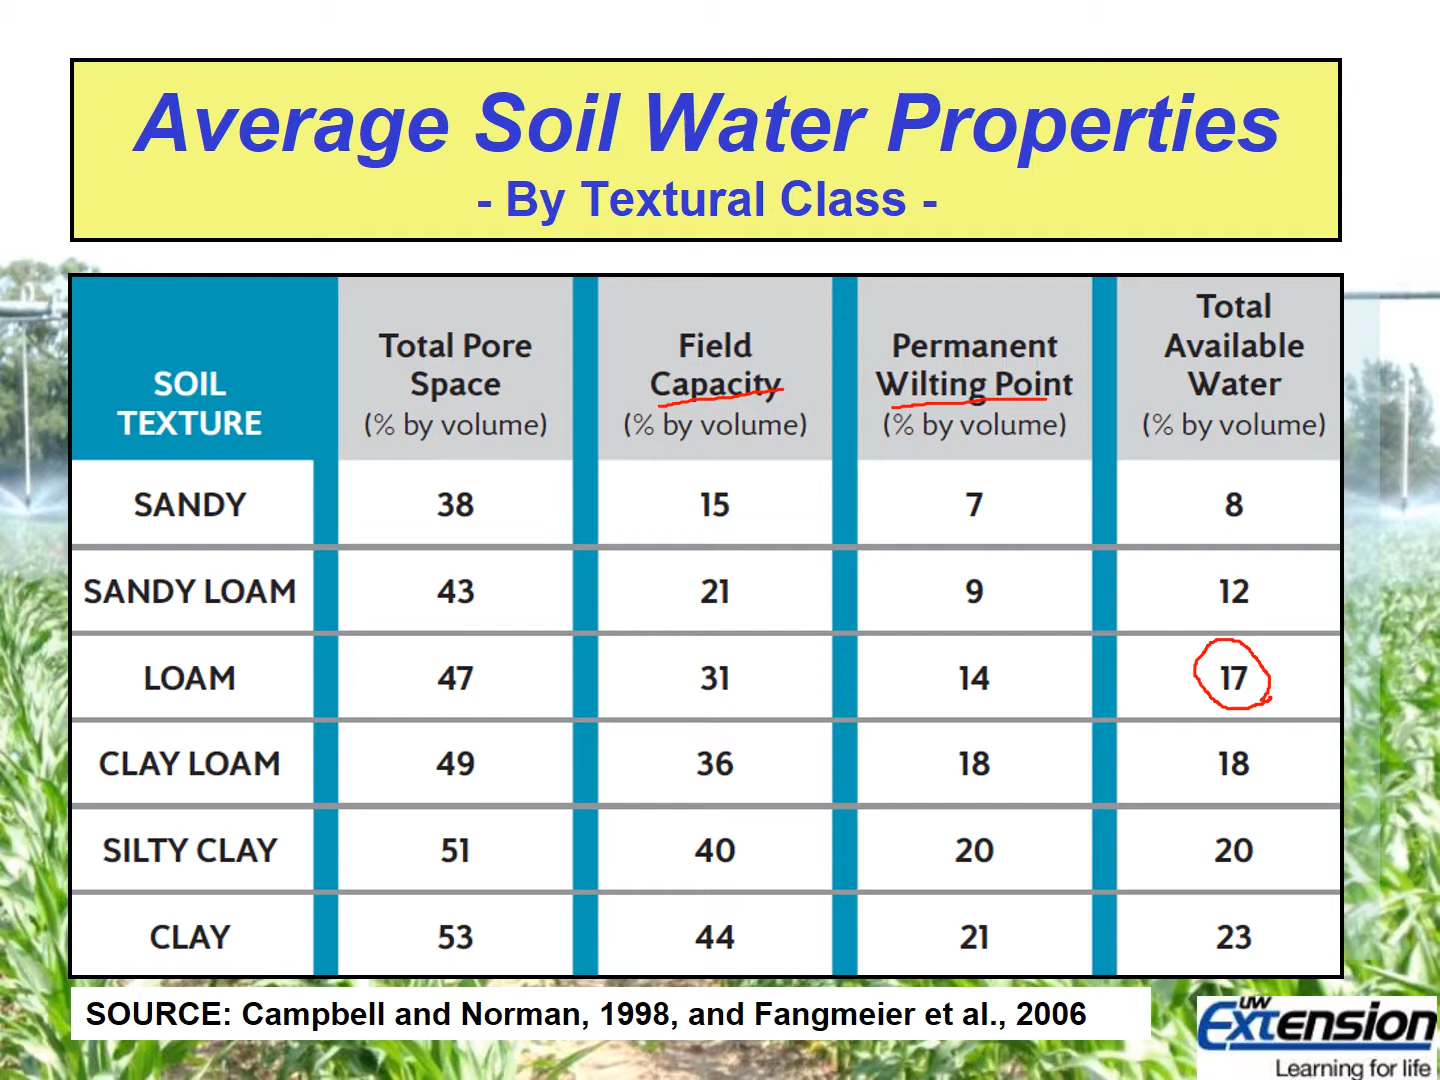 Average Soil Water Properties
- By Textural Class -
SOIL TEXTURE Total Pore Space (% by volume) Field Capacity (% by volume) Permanent Wilting Point (% by volume) Total Available Water (% by volume)
SANDY 38 15 7 8
SANDY LOAM 43 21 9 12
LOAM 47 31 14 17
CLAY LOAM 49 36 18 18
SILTY CLAY 51 40 20 20
CLAY 53 44 21 23
SOURCE: Campbell and Norman, 1998, and Fangmeier et al., 2006
UW
Extension
Learning for life